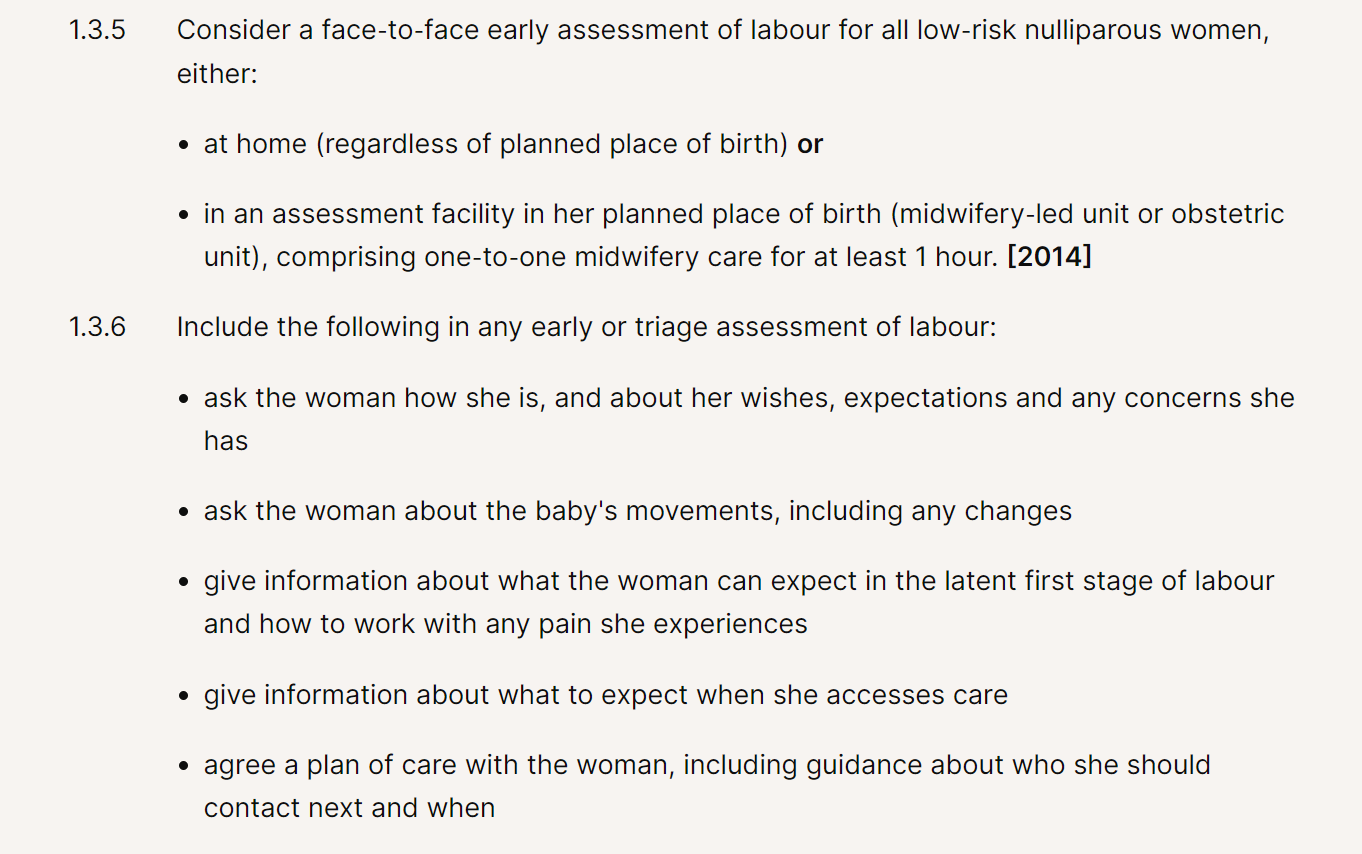 1.3.5 Consider a face-to-face early assessment of labour for all low-risk nulliparous women,
either:
• at home (regardless of planned place of birth) or
• in an assessment facility in her planned place of birth (midwifery-led unit or obstetric
unit), comprising one-to-one midwifery care for at least 1 hour. [2014]
1.3.6 Include the following in any early or triage assessment of labour:
• ask the woman how she is, and about her wishes, expectations and any concerns she
has
• ask the woman about the baby's movements, including any changes
• give information about what the woman can expect in the latent first stage of labour
and how to work with any pain she experiences
• give information about what to expect when she accesses care
• agree a plan of care with the woman, including guidance about who she should
contact next and when